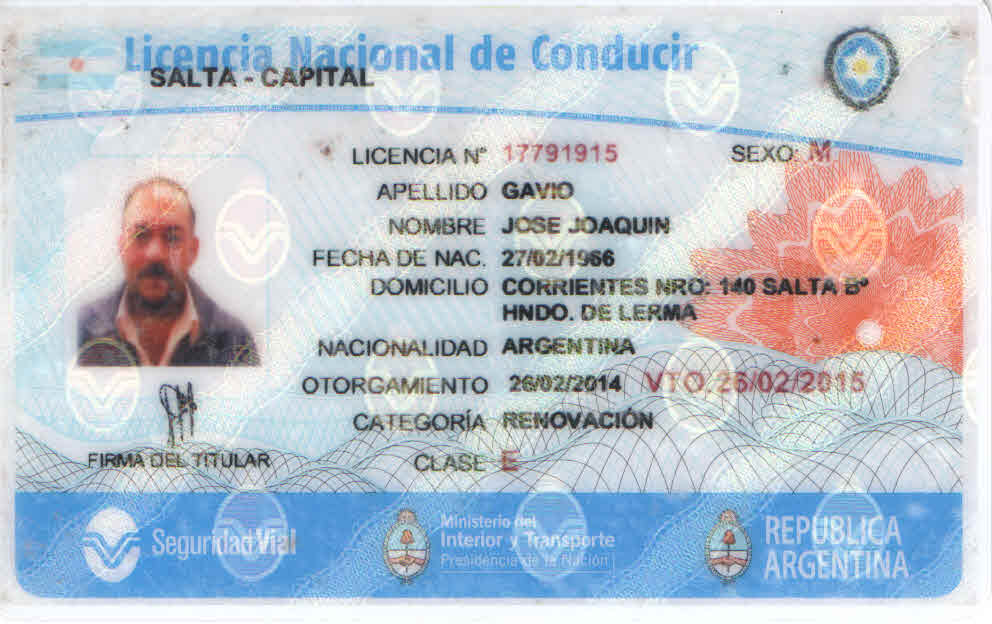 Licencia Nacional de Conducir
SALTA - CAPITAL
LICENCIA N° 17791915 SEXO: M
APELLIDO GAVIO
NOMBRE JOSE JOAQUIN
FECHA DE NAC. 27/02/1966
DOMICILIO CORRIENTES NRO: 140 SALTA Bº
HNDO. DE LERMA
NACIONALIDAD ARGENTINA
OTORGAMIENTO 26/02/2014 VTO 26/02/2015
CATEGORÍA RENOVACIÓN
FIRMA DEL TITULAR CLASE E
Seguridad Vial
Ministerio del
Interior y Transporte
Presidencia de la Nación
REPUBLICA
ARGENTINA